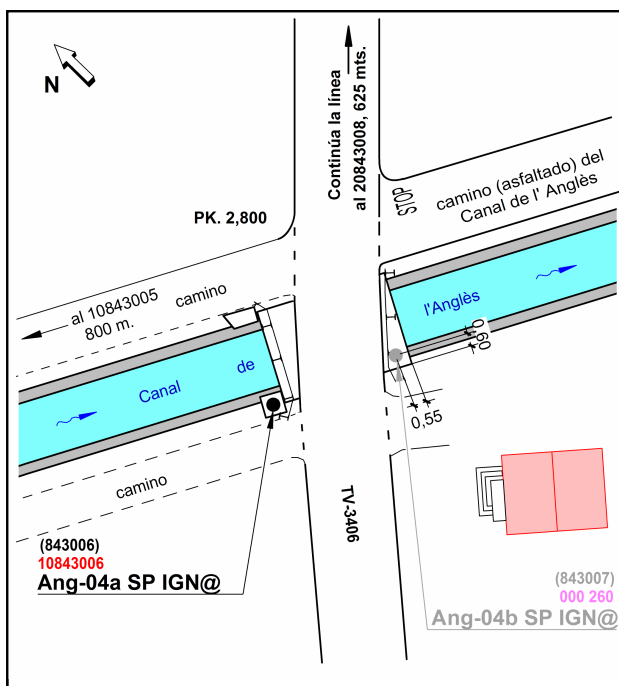 N
Continúa la línea
al 20843008, 625 mts.
STOP
camino (asfaltado) del
Canal de l' Anglès
PK. 2,800
al 10843005
800 m.
camino
l'Anglès
0,60
Canal
de
0,55
camino
TV-3406
(843006)
10843006
Ang-04a SP IGN@
(843007)
000 260
Ang-04b SP IGN@